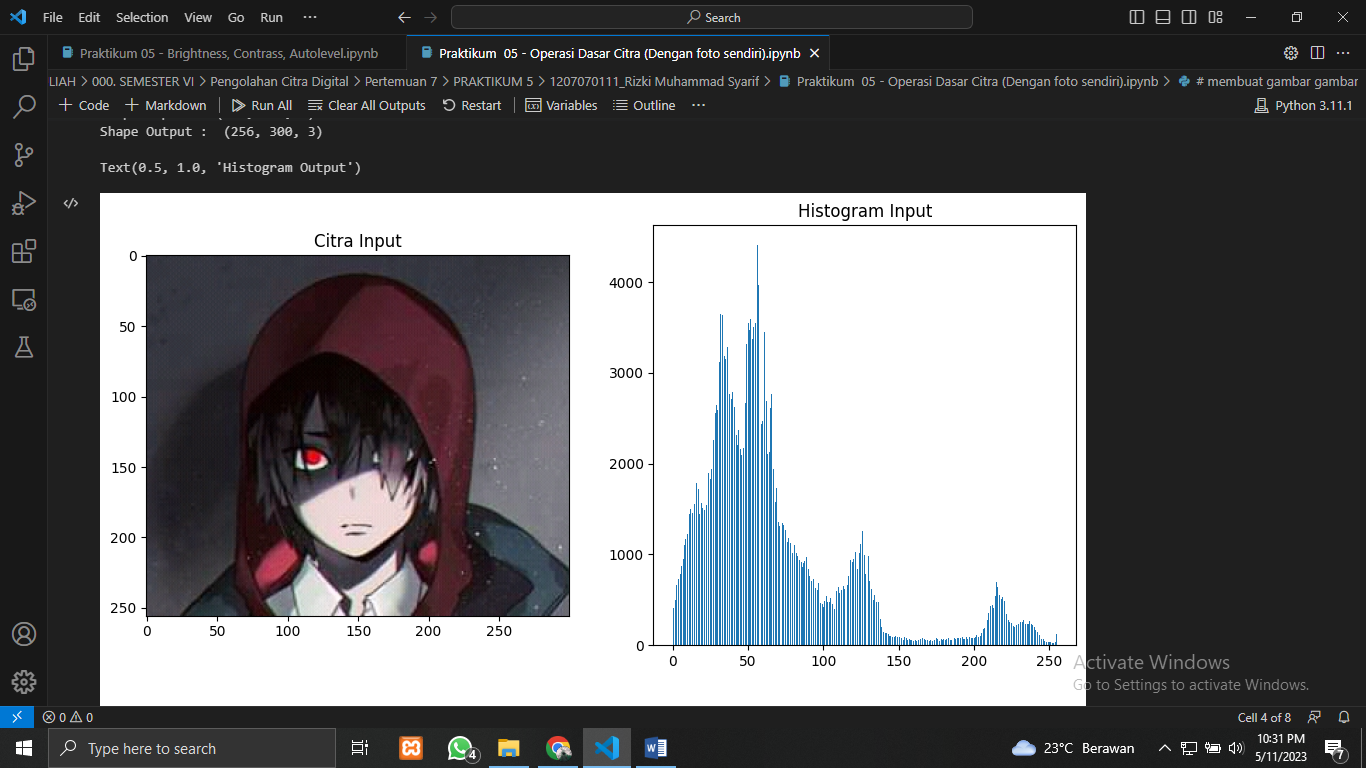 File Edit Selection View Go Run ···
Search
Praktikum 05 - Brightness, Contrass, Autolevel.ipynb
Praktikum 05 - Operasi Dasar Citra (Dengan foto sendiri).ipynb
LIAH > 000. SEMESTER VI > Pengolahan Citra Digital > Pertemuan 7 > PRAKTIKUM 5 > 1207070111_Rizki Muhammad Syarif > Praktikum 05 - Operasi Dasar Citra (Dengan foto sendiri).ipynb > # membuat gambar gambar
+ Code + Markdown Run All Clear All Outputs Restart Variables Outline ··· Python 3.11.1
Shape Output : (256, 300, 3)
Text(0.5, 1.0, 'Histogram Output')
Citra Input
0
50
100
150
200
250
0 50 100 150 200 250
Histogram Input
4000
3000
2000
1000
0
0 50 100 150 200 250
Activate Windows
Go to Settings to activate Windows.
0 0
Cell 4 of 8
Type here to search
4
23°C Berawan
10:31 PM
5/11/2023
7